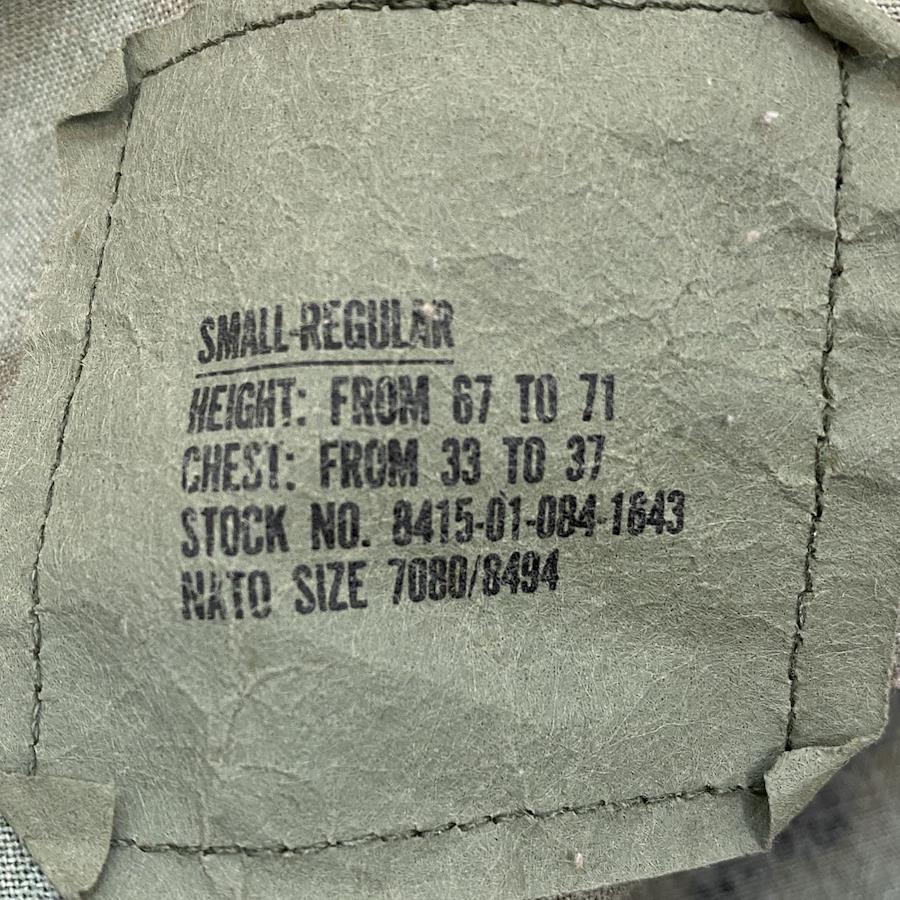 SMALL-REGULAR
HEIGHT: FROM 67 TO 71
CHEST: FROM 33 TO 37
STOCK NO. 8415-01-084-1643
NATO SIZE 7080/8494